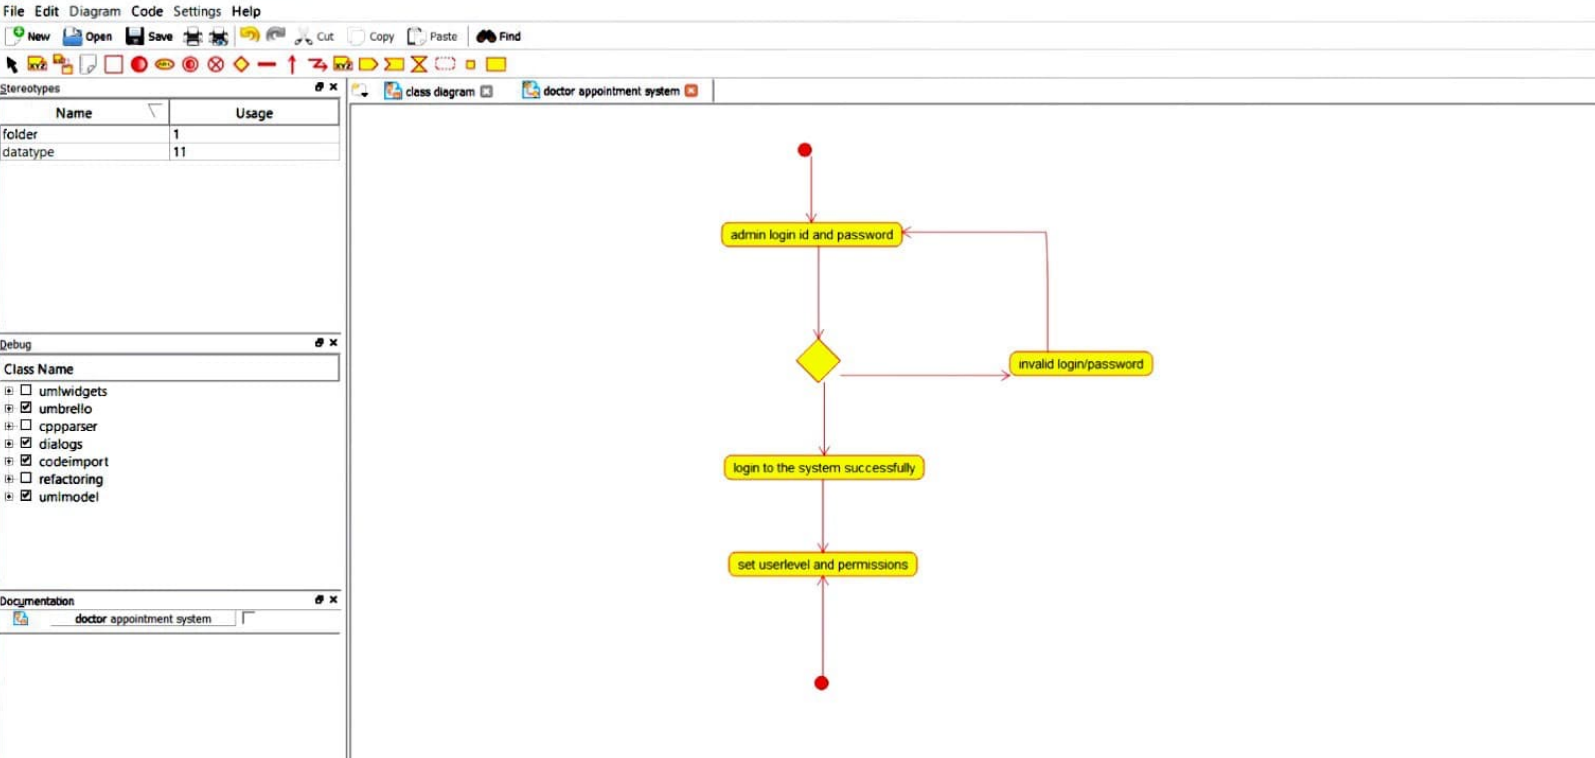 File Edit Diagram Code Settings Help
New Open Save Cut Copy Paste Find
Stereotypes
class diagram
doctor appointment system
Name Usage
folder 1
datatype 11
admin login id and password
invalid login/password
login to the system successfully
set userlevel and permissions
Debug
Class Name
umlwidgets
umbrello
cppparser
dialogs
codeimport
refactoring
umlmodel
Documentation
doctor appointment system